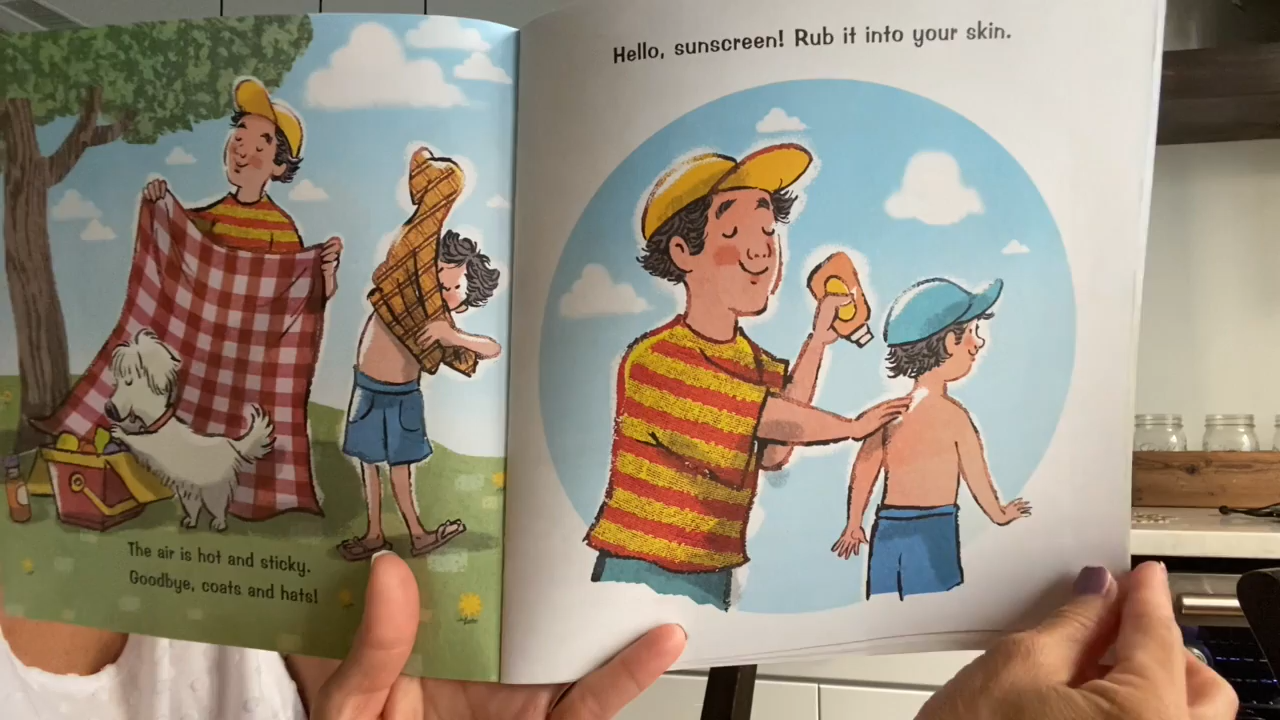 The air is hot and sticky.
Goodbye, coats and hats!
Hello, sunscreen! Rub it into your skin.